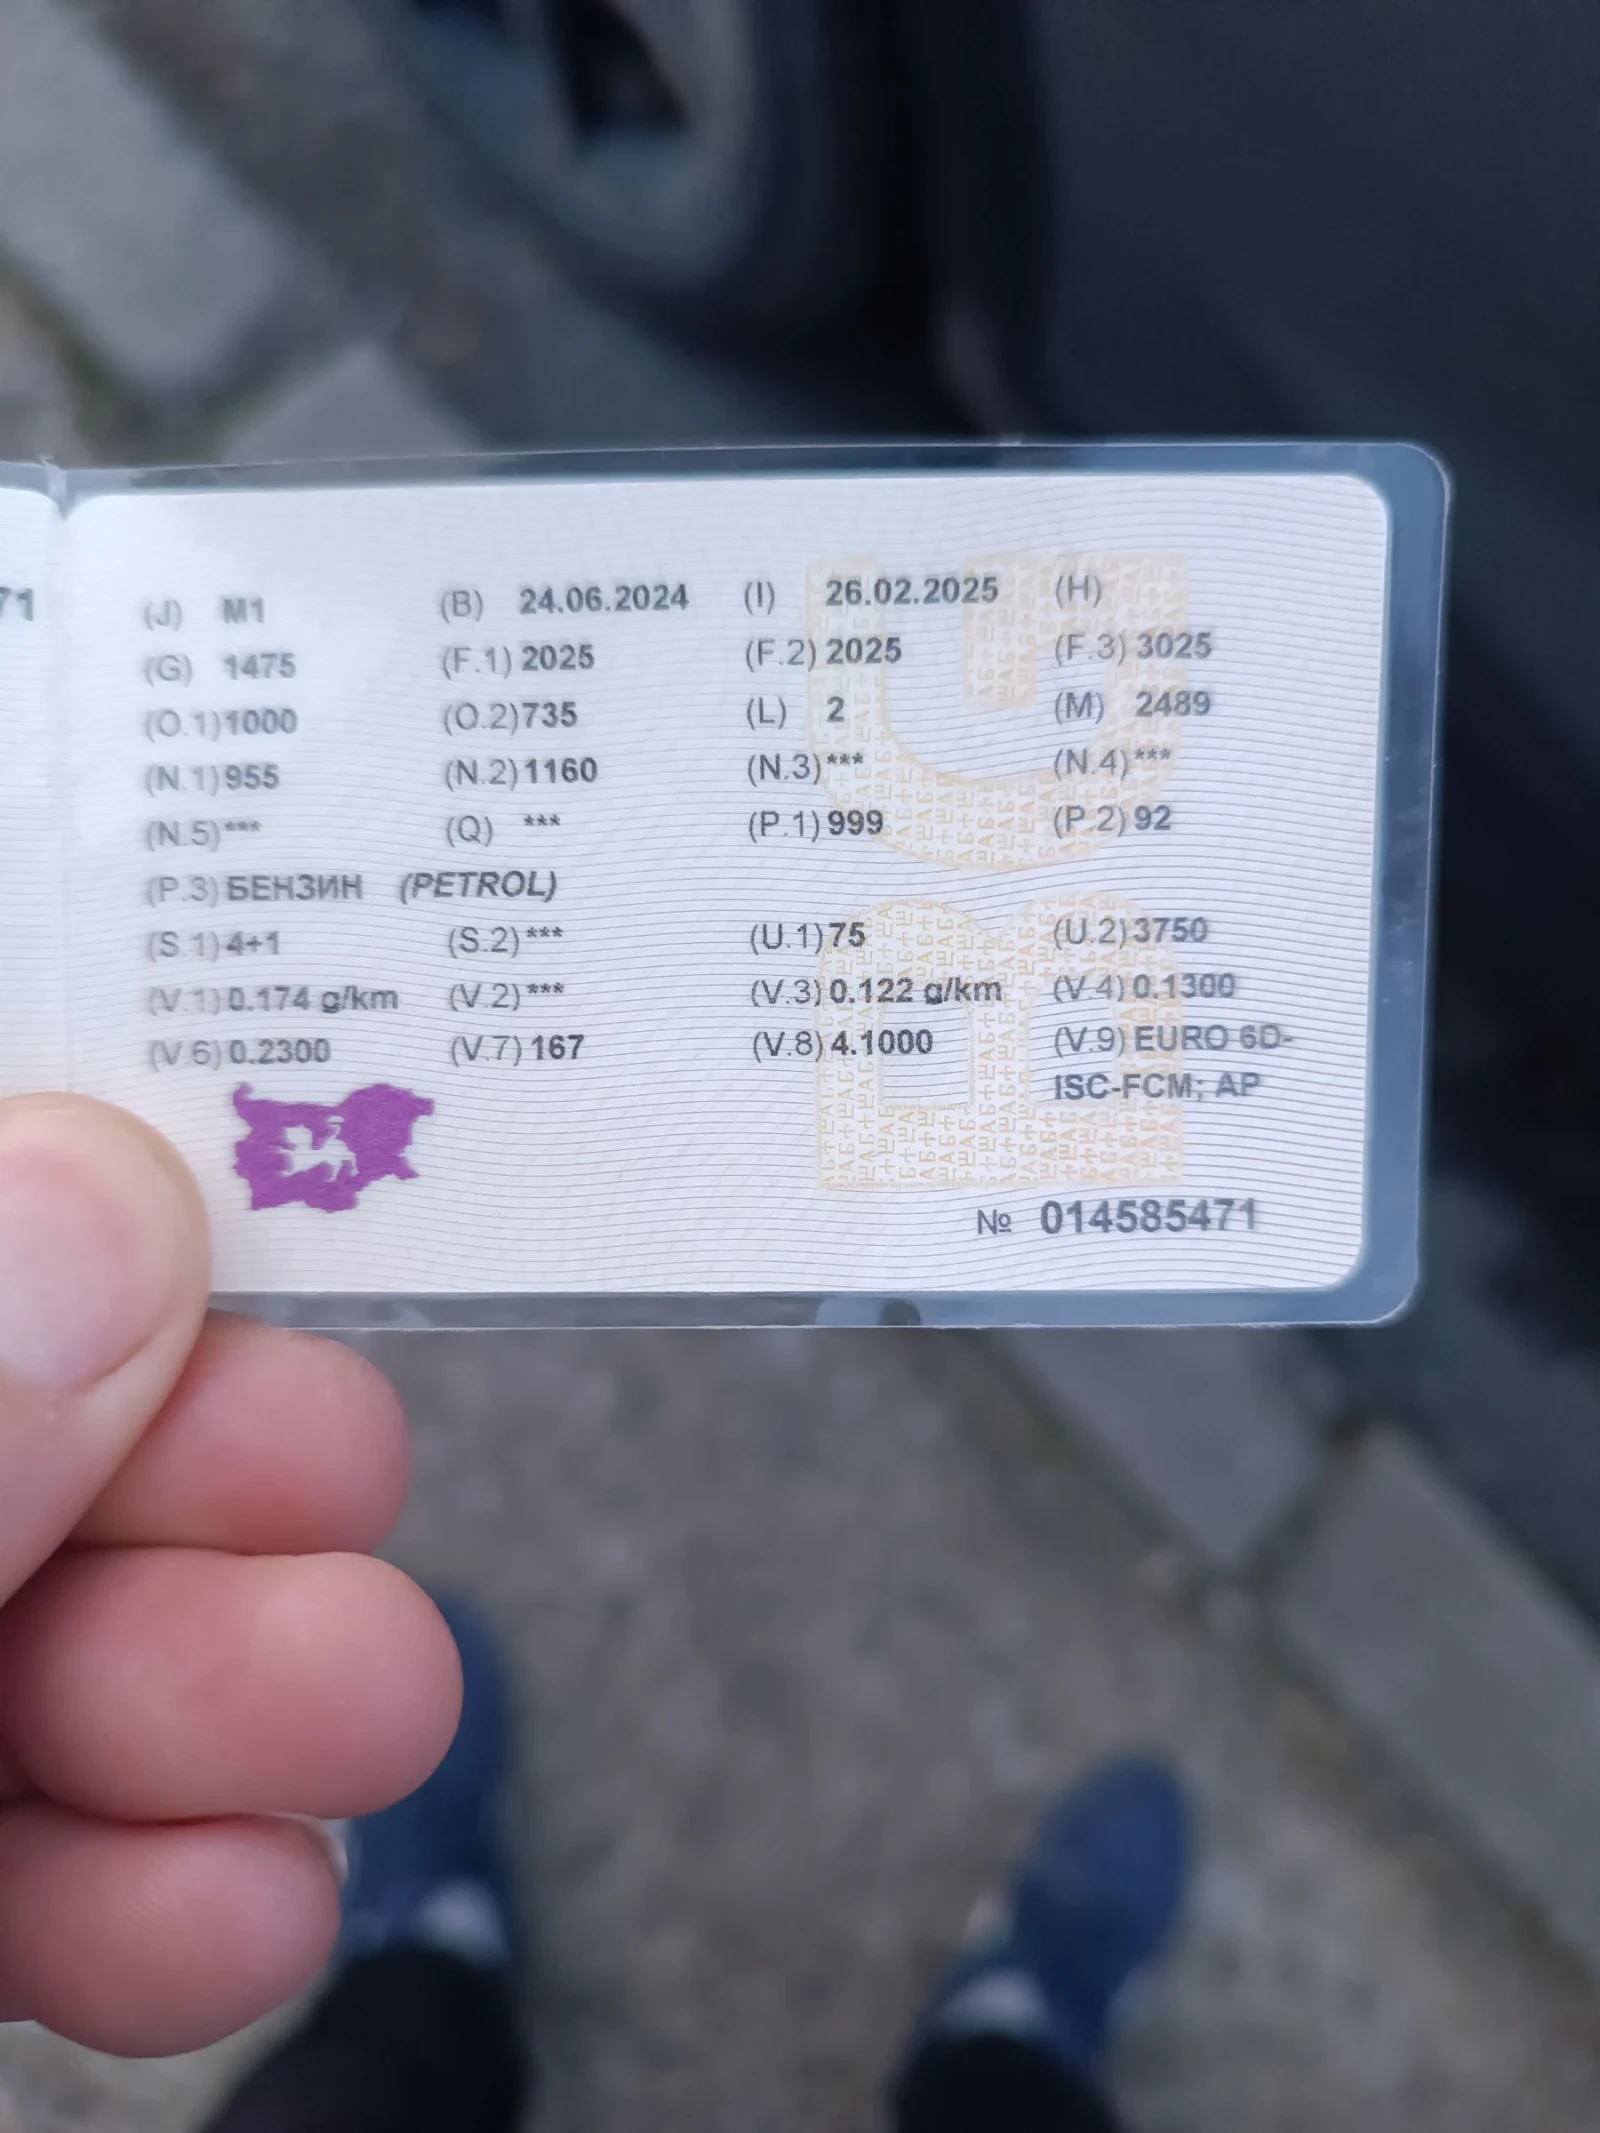 71
(J) M1 (B) 24.06.2024 (I) 26.02.2025 (H)
(G) 1475 (F.1) 2025 (F.2) 2025 (F.3) 3025
(O.1) 1000 (O.2) 735 (L) 2 (M) 2489
(N.1) 955 (N.2) 1160 (N.3) *** (N.4) ***
(N.5) *** (Q) *** (P.1) 999 (P.2) 92
(P.3) БЕНЗИН (PETROL)
(S.1) 4+1 (S.2) *** (U.1) 75 (U.2) 3750
(V.1) 0.174 g/km (V.2) *** (V.3) 0.122 g/km (V.4) 0.1300
(V.6) 0.2300 (V.7) 167 (V.8) 4.1000 (V.9) EURO 6D-
ISC-FCM; AP
№ 014585471